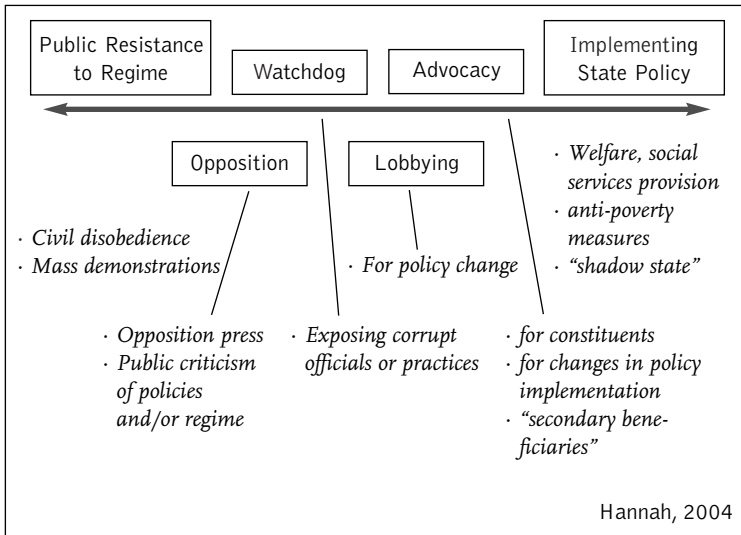 Public Resistance
to Regime
Watchdog
Advocacy
Implementing
State Policy
Opposition
Lobbying
· Civil disobedience
· Mass demonstrations
· For policy change
· Welfare, social
services provision
· anti-poverty
measures
· “shadow state”
· Opposition press
· Public criticism
of policies
and/or regime
· Exposing corrupt
officials or practices
· for constituents
· for changes in policy
implementation
· “secondary bene-
ficiaries”
Hannah, 2004